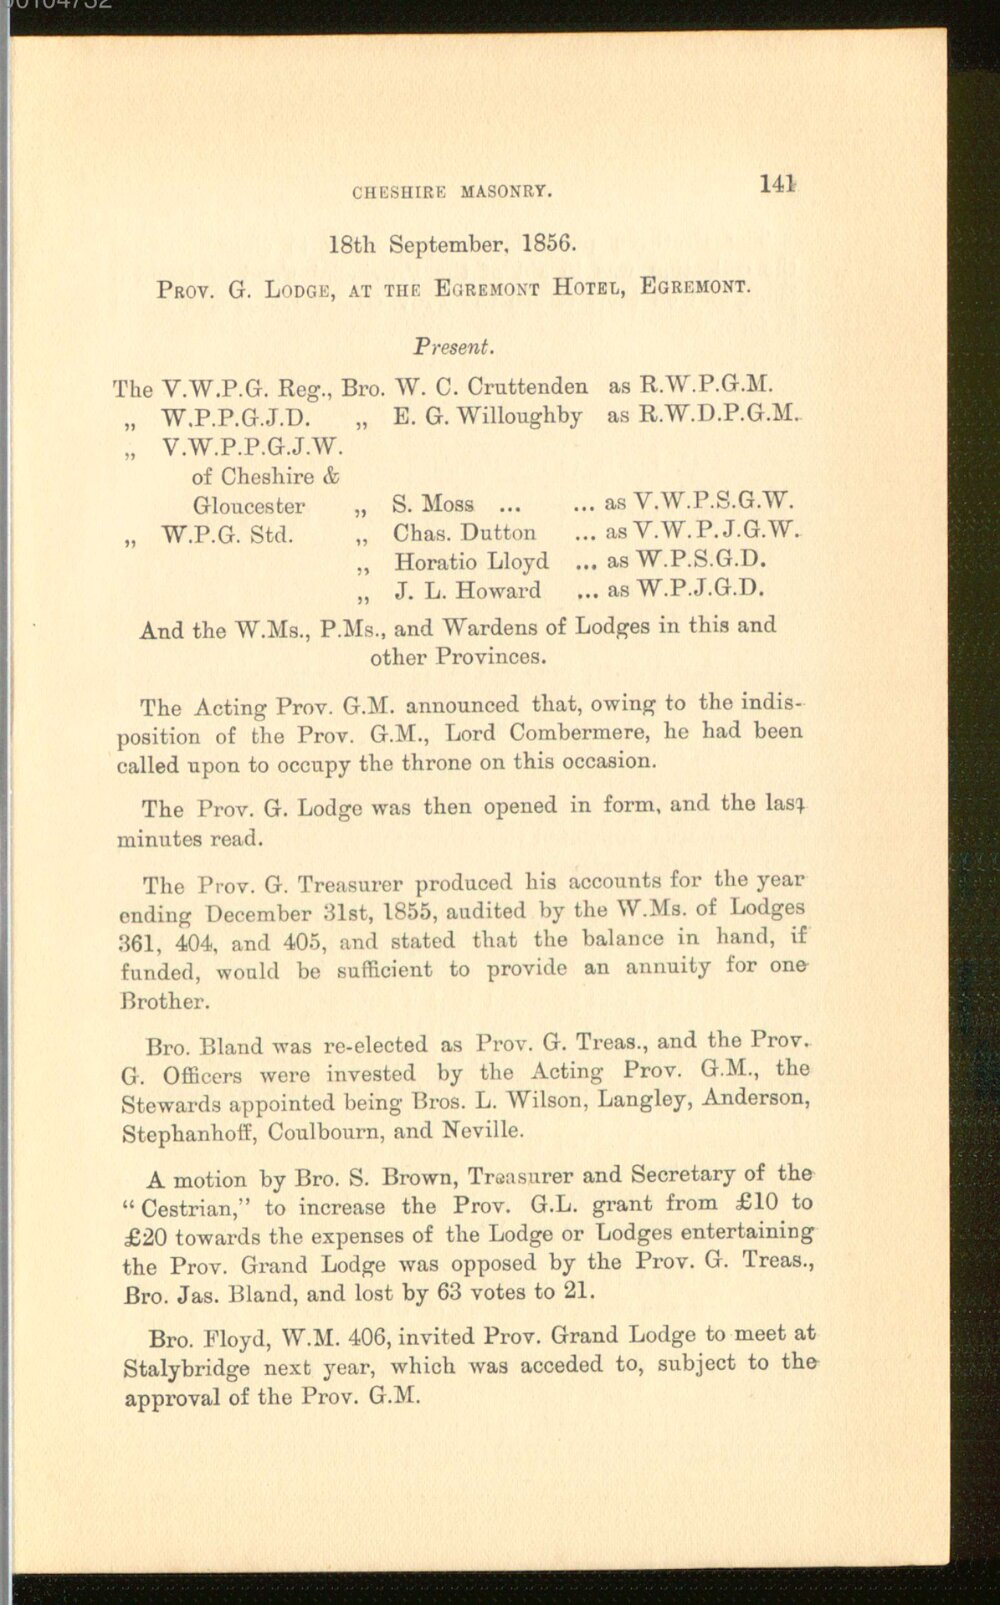 CHESHIRE MASONRY. 141
18th September, 1856.
PROV. G. LODGE, AT THE EGREMONT HOTEL, EGREMONT.
Present.
The V.W.P.G. Reg., Bro. W. C. Cruttenden as R.W.P.G.M.
„ W.P.P.G.J.D. „ E. G. Willoughby as R.W.D.P.G.M.
„ V.W.P.P.G.J.W.
of Cheshire &
Gloucester „ S. Moss ... ... as V.W.P.S.G.W.
„ W.P.G. Std. „ Chas. Dutton ... as V.W.P.J.G.W.
„ Horatio Lloyd ... as W.P.S.G.D.
„ J. L. Howard ... as W.P.J.G.D.
And the W.Ms., P.Ms., and Wardens of Lodges in this and
other Provinces.
The Acting Prov. G.M. announced that, owing to the indis-
position of the Prov. G.M., Lord Combermere, he had been
called upon to occupy the throne on this occasion.
The Prov. G. Lodge was then opened in form, and the last
minutes read.
The Prov. G. Treasurer produced his accounts for the year
ending December 31st, 1855, audited by the W.Ms. of Lodges
361, 404, and 405, and stated that the balance in hand, if
funded, would be sufficient to provide an annuity for one
Brother.
Bro. Bland was re-elected as Prov. G. Treas., and the Prov.
G. Officers were invested by the Acting Prov. G.M., the
Stewards appointed being Bros. L. Wilson, Langley, Anderson,
Stephanhoff, Coulbourn, and Neville.
A motion by Bro. S. Brown, Treasurer and Secretary of the
“Cestrian,” to increase the Prov. G.L. grant from £10 to
£20 towards the expenses of the Lodge or Lodges entertaining
the Prov. Grand Lodge was opposed by the Prov. G. Treas.,
Bro. Jas. Bland, and lost by 63 votes to 21.
Bro. Floyd, W.M. 406, invited Prov. Grand Lodge to meet at
Stalybridge next year, which was acceded to, subject to the
approval of the Prov. G.M.